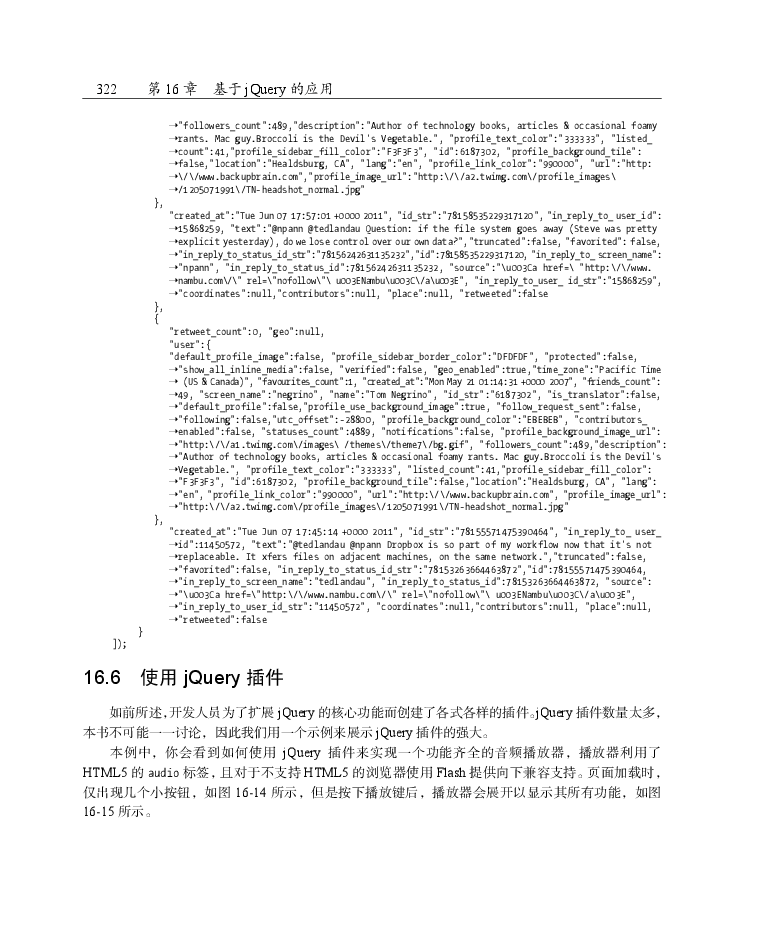 322 第 16 章 基于 jQuery 的应用
→"followers_count":489,"description":"Author of technology books, articles & occasional foamy
→rants. Mac guy.Broccoli is the Devil's Vegetable.", "profile_text_color":"333333", "listed_
→count":41,"profile_sidebar_fill_color":"F3F3F3", "id":6187302, "profile_background_tile":
→false,"location":"Healdsburg, CA", "lang":"en", "profile_link_color":"990000", "url":"http:
→\/\/www.backupbrain.com","profile_image_url":"http:\/\/a2.twimg.com\/profile_images\
→/1205071991\/TN-headshot_normal.jpg"
},
"created_at":"Tue Jun 07 17:57:01 +0000 2011", "id_str":"78158535229317120", "in_reply_to_ user_id":
→15868259, "text":"@npann @tedlandau Question: if the file system goes away (Steve was pretty
→explicit yesterday), do we lose control over our own data?","truncated":false, "favorited": false,
→"in_reply_to_status_id_str":"78156242631135232","id":78158535229317120, "in_reply_to_ screen_name":
→"npann", "in_reply_to_status_id":78156242631135232, "source":"\u003Ca href=\ "http:\/\/www.
→nambu.com\/\" rel=\"nofollow\"\ u003ENambu\u003C\/a\u003E", "in_reply_to_user_ id_str":"15868259",
→"coordinates":null,"contributors":null, "place":null, "retweeted":false
},
{
"retweet_count":0, "geo":null,
"user":{
"default_profile_image":false, "profile_sidebar_border_color":"DFDFDF", "protected":false,
→"show_all_inline_media":false, "verified":false, "geo_enabled":true,"time_zone":"Pacific Time
→ (US & Canada)", "favourites_count":1, "created_at":"Mon May 21 01:14:31 +0000 2007", "friends_count":
→49, "screen_name":"negrino", "name":"Tom Negrino", "id_str":"6187302", "is_translator":false,
→"default_profile":false,"profile_use_background_image":true, "follow_request_sent":false,
→"following":false,"utc_offset":-28800, "profile_background_color":"EBEBEB", "contributors_
→enabled":false, "statuses_count":4889, "notifications":false, "profile_background_image_url":
→"http:\/\/a1.twimg.com\/images\ /themes\/theme7\/bg.gif", "followers_count":489,"description":
→"Author of technology books, articles & occasional foamy rants. Mac guy.Broccoli is the Devil's
→Vegetable.", "profile_text_color":"333333", "listed_count":41,"profile_sidebar_fill_color":
→"F3F3F3", "id":6187302, "profile_background_tile":false,"location":"Healdsburg, CA", "lang":
→"en", "profile_link_color":"990000", "url":"http:\/\/www.backupbrain.com", "profile_image_url":
→"http:\/\/a2.twimg.com\/profile_images\/1205071991\/TN-headshot_normal.jpg"
},
"created_at":"Tue Jun 07 17:45:14 +0000 2011", "id_str":"78155571475390464", "in_reply_to_ user_
→id":11450572, "text":"@tedlandau @npann Dropbox is so part of my workflow now that it's not
→replaceable. It xfers files on adjacent machines, on the same network.","truncated":false,
→"favorited":false, "in_reply_to_status_id_str":"78153263664463872","id":78155571475390464,
→"in_reply_to_screen_name":"tedlandau", "in_reply_to_status_id":78153263664463872, "source":
→"\u003Ca href=\"http:\/\/www.nambu.com\/\" rel=\"nofollow\"\ u003ENambu\u003C\/a\u003E",
→"in_reply_to_user_id_str":"11450572", "coordinates":null,"contributors":null, "place":null,
→"retweeted":false
}
]);
16.6 使用 jQuery 插件
如前所述,开发人员为了扩展 jQuery 的核心功能而创建了各式各样的插件。jQuery 插件数量太多,
本书不可能一一讨论，因此我们用一个示例来展示 jQuery 插件的强大。
本例中，你会看到如何使用 jQuery 插件来实现一个功能齐全的音频播放器，播放器利用了
HTML5 的 audio 标签，且对于不支持 HTML5 的浏览器使用 Flash 提供向下兼容支持。页面加载时，
仅出现几个小按钮，如图 16-14 所示，但是按下播放键后，播放器会展开以显示其所有功能，如图
16-15 所示。